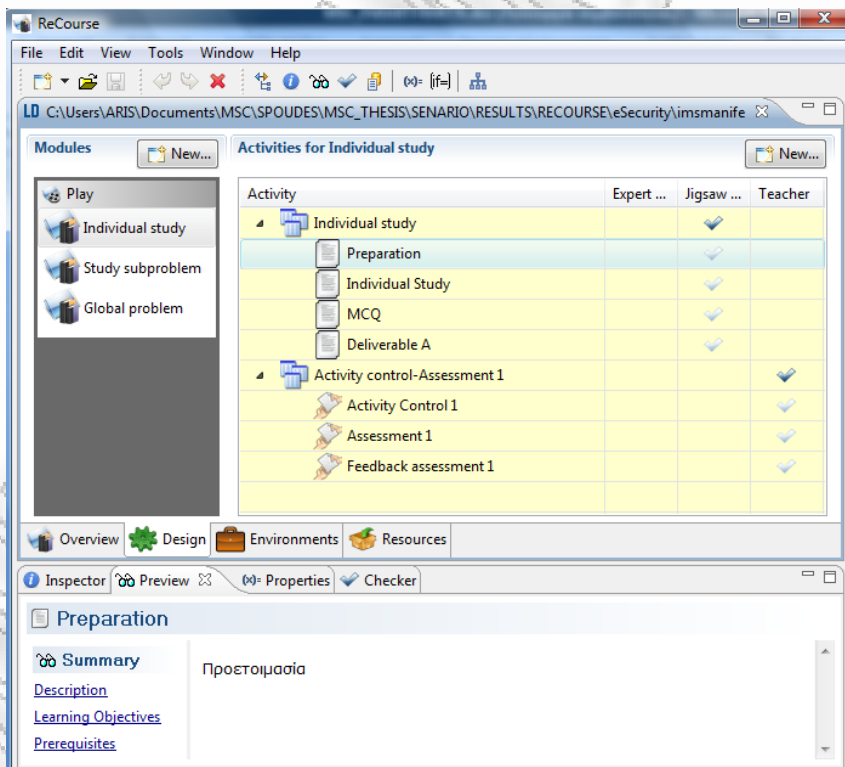 ReCourse
File Edit View Tools Window Help
(x)= (if=)
LD C:\Users\ARIS\Documents\MSC\SPOUDES\MSC_THESIS\SENARIO\RESULTS\RECOURSE\eSecurity\imsmanife
Modules New... Activities for Individual study New...
Play Activity Expert ... Jigsaw ... Teacher
Individual study
Study subproblem
Global problem
Individual study
Preparation
Individual Study
MCQ
Deliverable A
Activity control-Assessment 1
Activity Control 1
Assessment 1
Feedback assessment 1
Overview Design Environments Resources
Inspector Preview (x)= Properties Checker
Preparation
Summary
Description
Learning Objectives
Prerequisites
Προετοιμασία